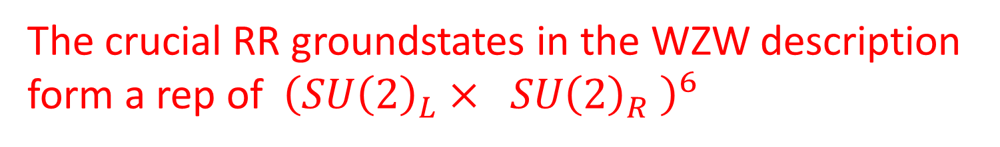 The crucial RR groundstates in the WZW description
form a rep of (SU(2)_L × SU(2)_R )^6